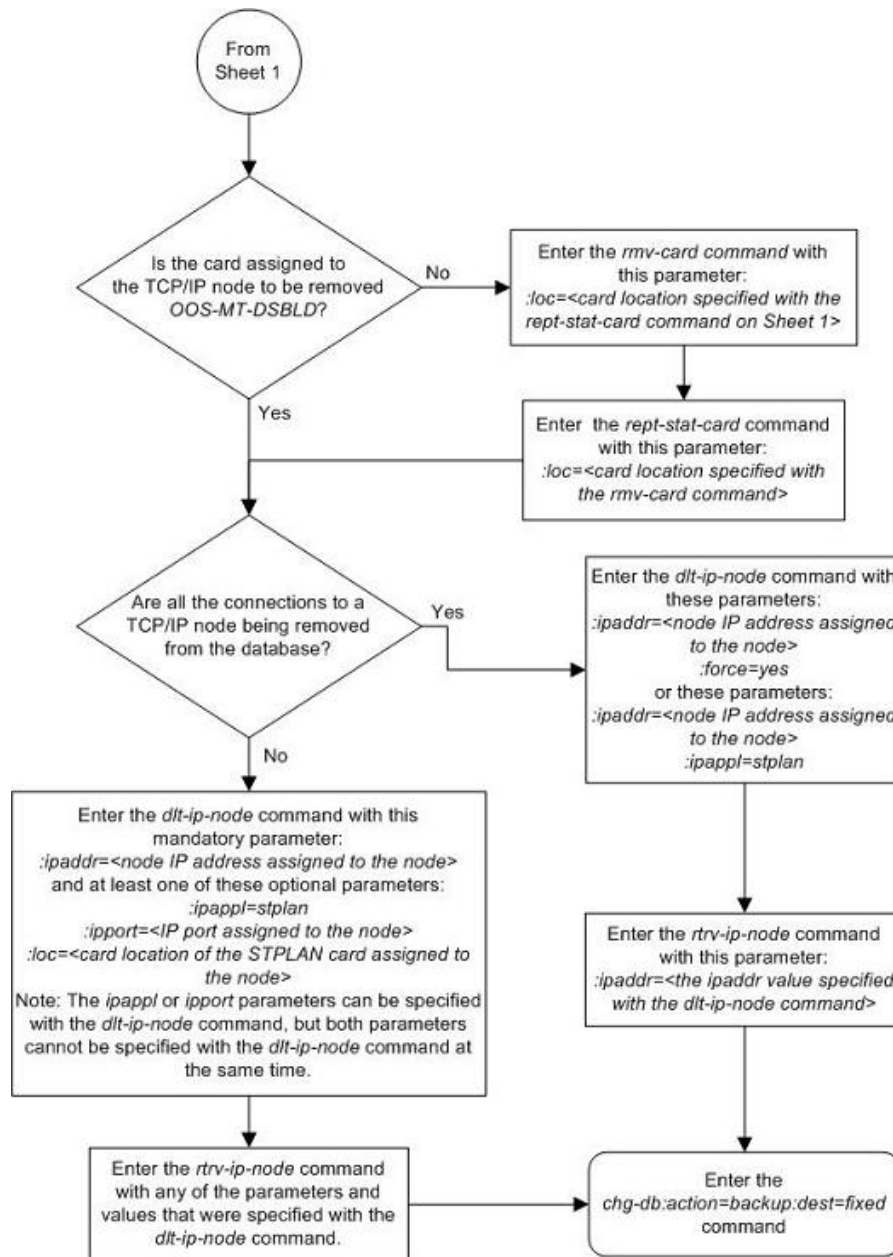 From
Sheet 1
Is the card assigned to
the TCP/IP node to be removed
OOS-MT-DSBLD?
No
Enter the rmv-card command with
this parameter:
:loc=<card location specified with the
rept-stat-card command on Sheet 1>
Yes
Enter the rept-stat-card command
with this parameter:
:loc=<card location specified with
the rmv-card command>
Are all the connections to a
TCP/IP node being removed
from the database?
Yes
Enter the dlt-ip-node command with
these parameters:
:ipaddr=<node IP address assigned
to the node>
:force=yes
or these parameters:
:ipaddr=<node IP address assigned
to the node>
:ipappl=stplan
No
Enter the dlt-ip-node command with this
mandatory parameter:
:ipaddr=<node IP address assigned to the node>
and at least one of these optional parameters:
:ipappl=stplan
:ipport=<IP port assigned to the node>
:loc=<card location of the STPLAN card assigned to
the node>
Note: The ipappl or ipport parameters can be specified
with the dlt-ip-node command, but both parameters
cannot be specified with the dlt-ip-node command at
the same time.
Enter the rtrv-ip-node command
with this parameter:
:ipaddr=<the ipaddr value specified
with the dlt-ip-node command>
Enter the rtrv-ip-node command
with any of the parameters and
values that were specified with the
dlt-ip-node command.
Enter the
chg-db:action=backup:dest=fixed
command